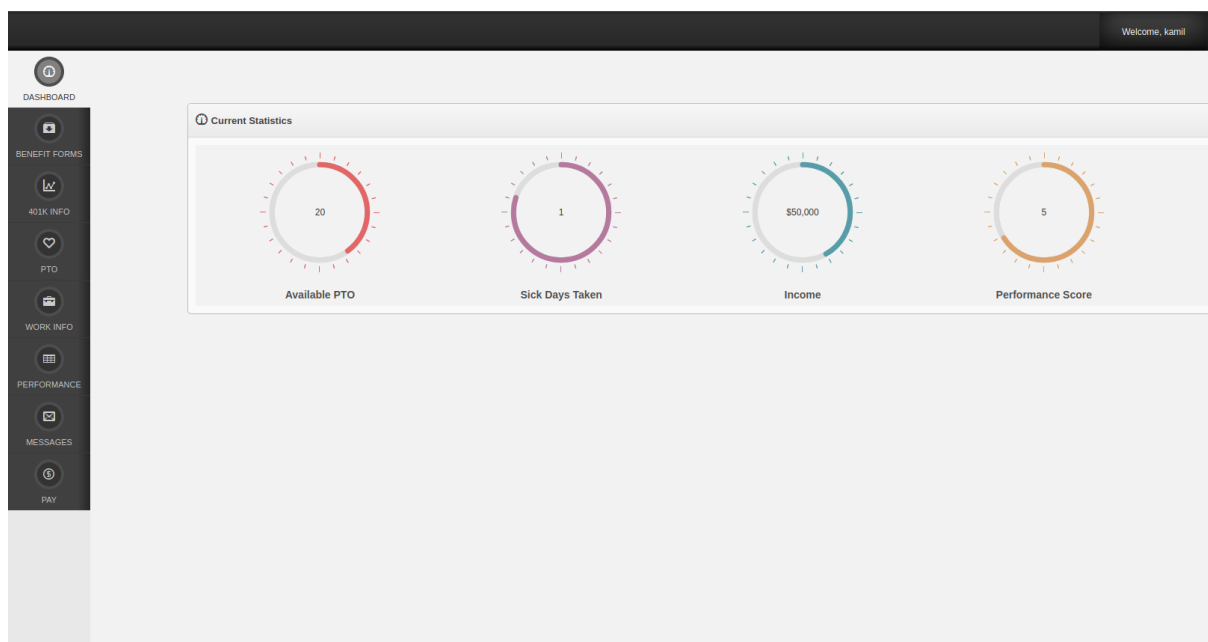 Welcome, kamil
DASHBOARD
BENEFIT FORMS
401K INFO
PTO
WORK INFO
PERFORMANCE
MESSAGES
PAY
Current Statistics
20
1
$50,000
5
Available PTO
Sick Days Taken
Income
Performance Score